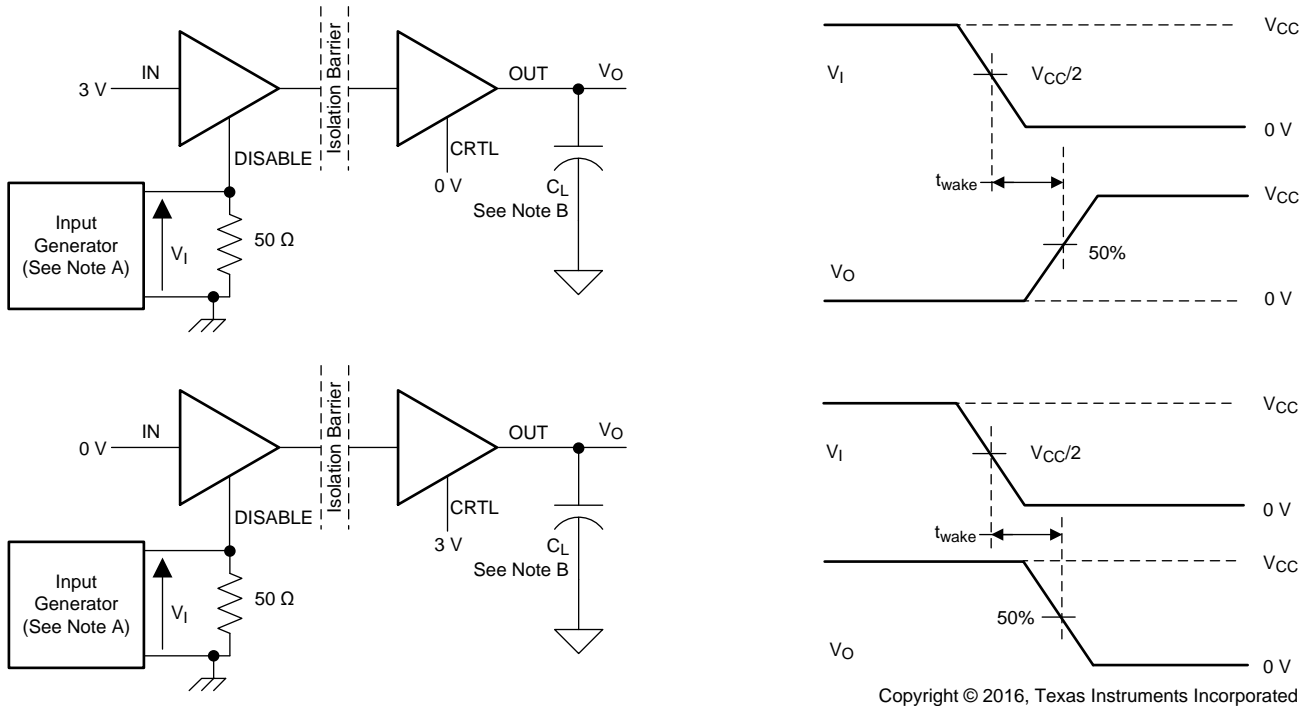 IN
3 V
DISABLE
Isolation Barrier
OUT
VO
CRTL
0 V
CL
See Note B
Input
Generator
(See Note A)
VI
50 Ω
VCC
VI
VCC/2
0 V
twake
VCC
50%
VO
0 V
IN
0 V
DISABLE
Isolation Barrier
OUT
VO
CRTL
3 V
CL
See Note B
Input
Generator
(See Note A)
VI
50 Ω
VCC
VI
VCC/2
0 V
twake
VCC
50%
VO
0 V
Copyright © 2016, Texas Instruments Incorporated